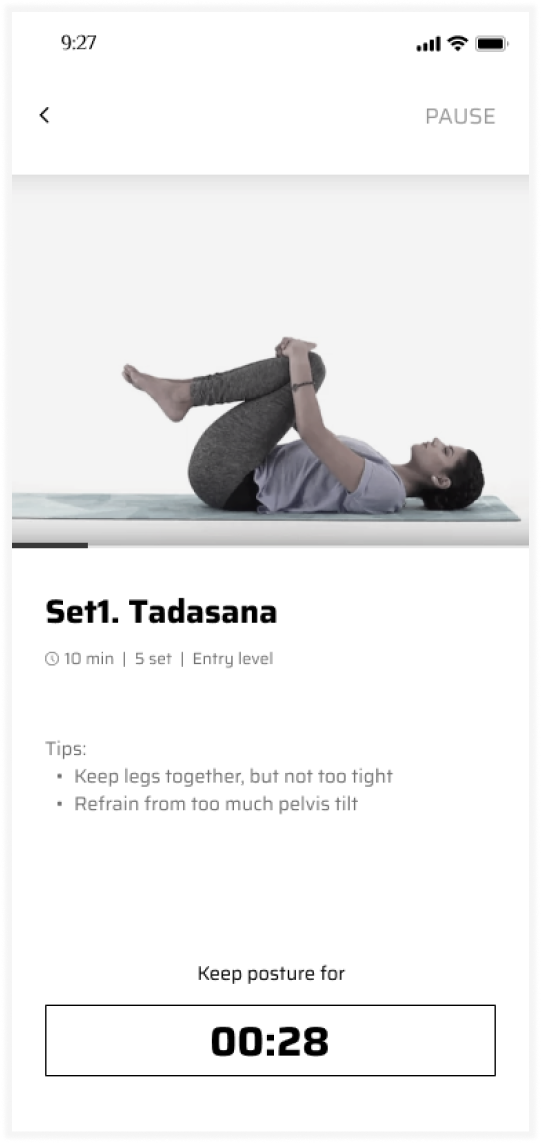 9:27
PAUSE
Set1. Tadasana
10 min | 5 set | Entry level
Tips:
• Keep legs together, but not too tight
• Refrain from too much pelvis tilt
Keep posture for
00:28